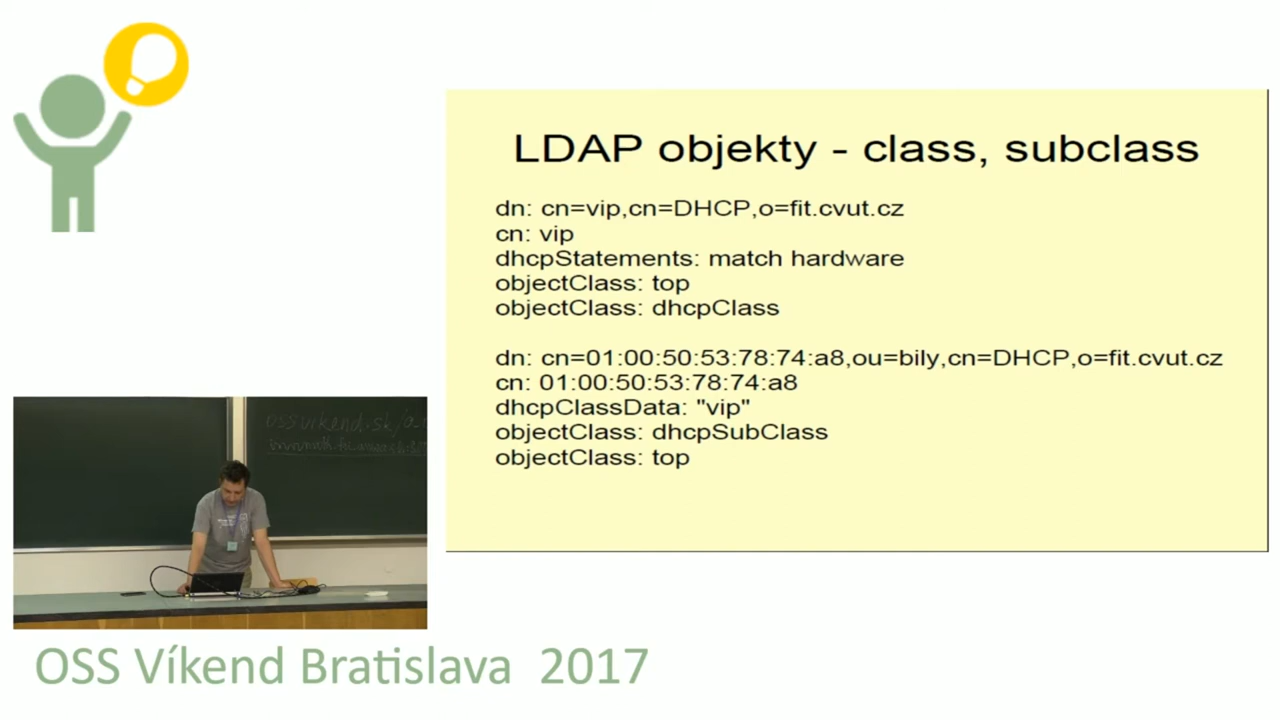 LDAP objekty - class, subclass
dn: cn=vip,cn=DHCP,o=fit.cvut.cz
cn: vip
dhcpStatements: match hardware
objectClass: top
objectClass: dhcpClass
dn: cn=01:00:50:53:78:74:a8,ou=bily,cn=DHCP,o=fit.cvut.cz
cn: 01:00:50:53:78:74:a8
dhcpClassData: "vip"
objectClass: dhcpSubClass
objectClass: top
ossvikend.sk/
OSS Víkend Bratislava 2017